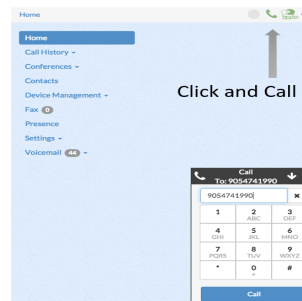 Home
Home
Call History
Conferences
Contacts
Device Management
Fax 0
Presence
Settings
Voicemail 44
Click and Call
Call
To: 9054741990
9054741990
1 2 3
ABC DEF
4 5 6
GHI JKL MNO
7 8 9
PQRS TUV WXYZ
* 0 #
+
Call